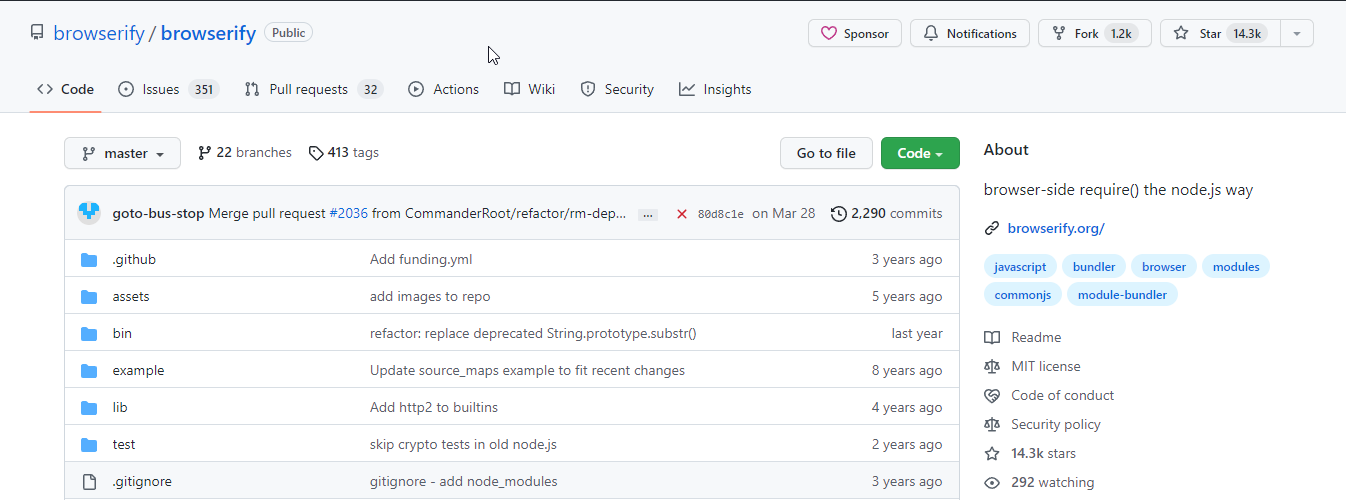 browserify / browserify Public Sponsor Notifications Fork 1.2k Star 14.3k
Code Issues 351 Pull requests 32 Actions Wiki Security Insights
master 22 branches 413 tags Go to file Code
goto-bus-stop Merge pull request #2036 from CommanderRoot/refactor/rm-dep... ... 80d8c1e on Mar 28 2,290 commits
.github Add funding.yml 3 years ago
assets add images to repo 5 years ago
bin refactor: replace deprecated String.prototype.substr() last year
example Update source_maps example to fit recent changes 8 years ago
lib Add http2 to builtins 4 years ago
test skip crypto tests in old node.js 2 years ago
.gitignore gitignore - add node_modules 3 years ago
About
browser-side require() the node.js way
browserify.org/
javascript bundler browser modules
commonjs module-bundler
Readme
MIT license
Code of conduct
Security policy
14.3k stars
292 watching